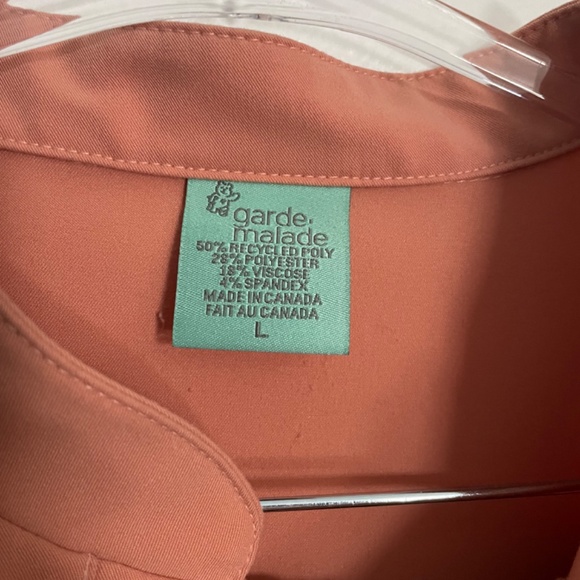 garde.
malade
50% RECYCLED POLY
28% POLYESTER
18% VISCOSE
4% SPANDEX
MADE IN CANADA
FAIT AU CANADA
L